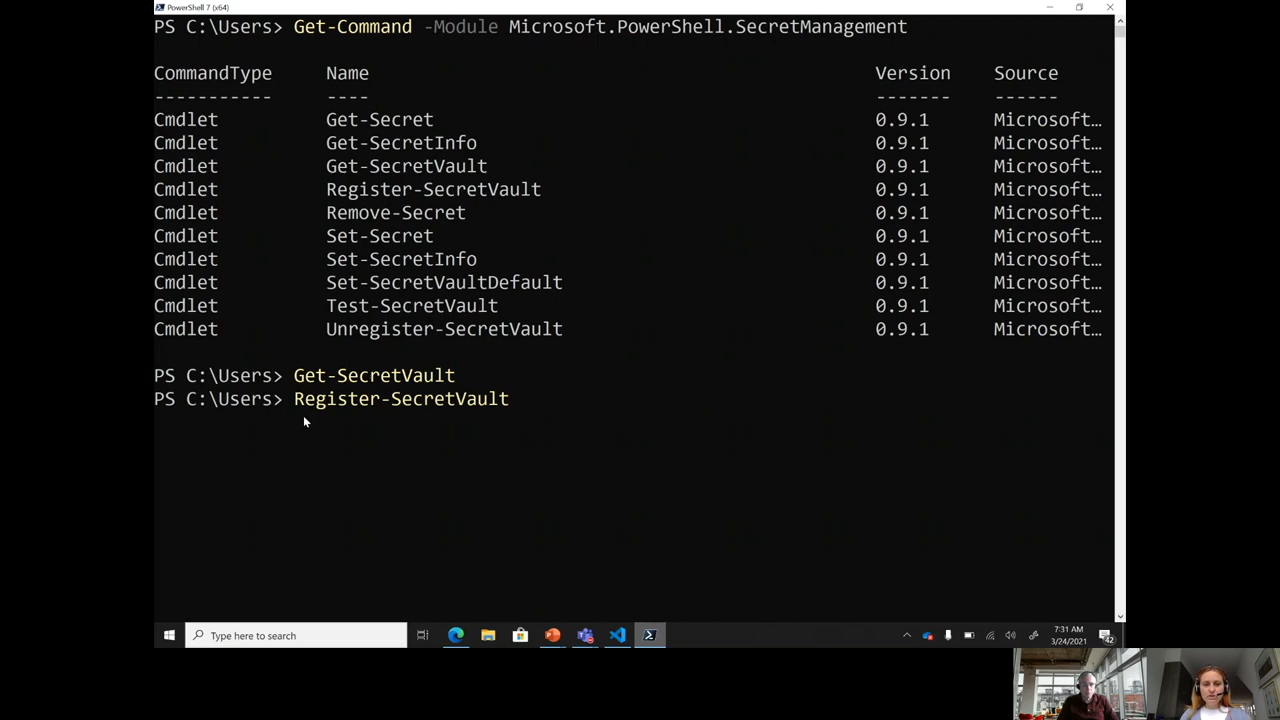 PowerShell 7 (x64)
PS C:\Users> Get-Command -Module Microsoft.PowerShell.SecretManagement
CommandType Name Version Source
----------- ---- ------- ------
Cmdlet Get-Secret 0.9.1 Microsoft…
Cmdlet Get-SecretInfo 0.9.1 Microsoft…
Cmdlet Get-SecretVault 0.9.1 Microsoft…
Cmdlet Register-SecretVault 0.9.1 Microsoft…
Cmdlet Remove-Secret 0.9.1 Microsoft…
Cmdlet Set-Secret 0.9.1 Microsoft…
Cmdlet Set-SecretInfo 0.9.1 Microsoft…
Cmdlet Set-SecretVaultDefault 0.9.1 Microsoft…
Cmdlet Test-SecretVault 0.9.1 Microsoft…
Cmdlet Unregister-SecretVault 0.9.1 Microsoft…
PS C:\Users> Get-SecretVault
PS C:\Users> Register-SecretVault
Type here to search
7:31 AM
3/24/2021
42